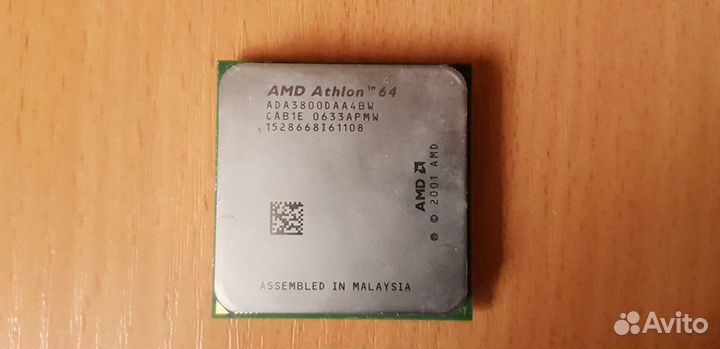 AMD Athlon™ 64
ADA3800DAA4BW
CAB1E 0633APMW
1528668I61108
AMD
® © 2001 AMD
ASSEMBLED IN MALAYSIA
Avito